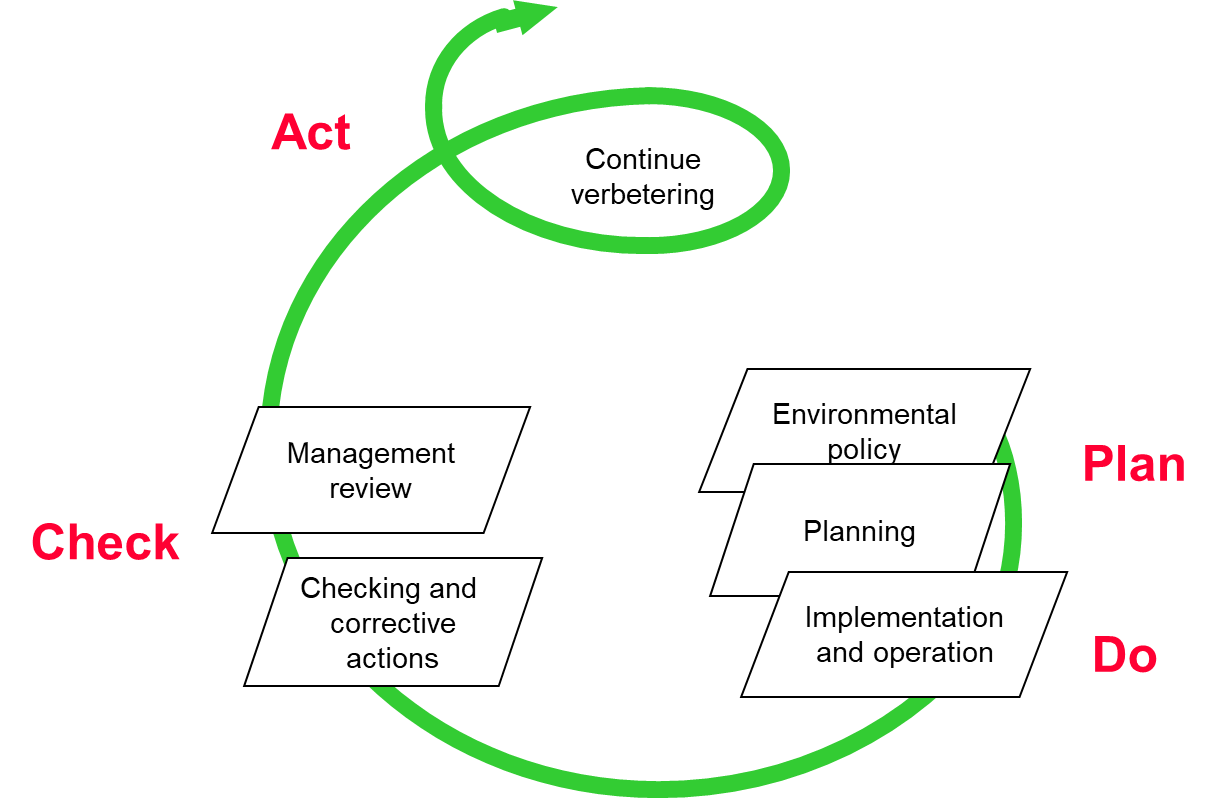 Act
Continue
verbetering
Environmental
policy
Plan
Management
review
Planning
Check
Checking and
corrective
actions
Implementation
and operation
Do